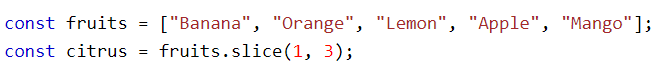 const fruits = ["Banana", "Orange", "Lemon", "Apple", "Mango"];
const citrus = fruits.slice(1, 3);